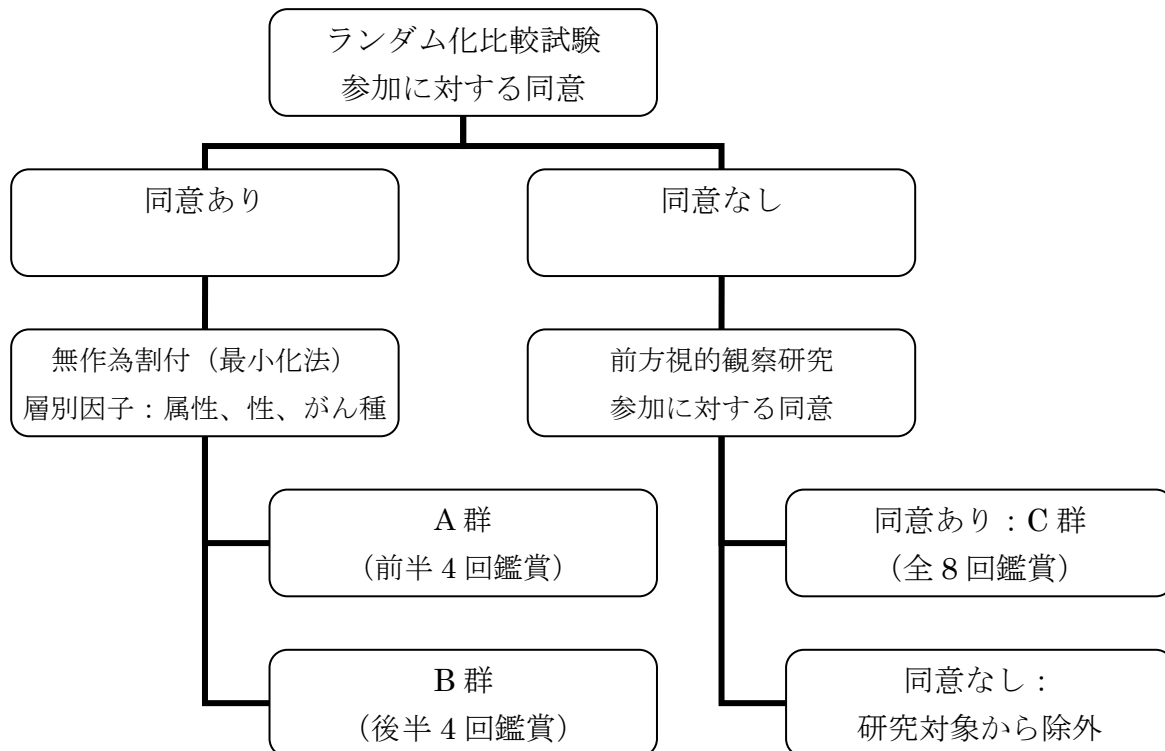 ランダム化比較試験
参加に対する同意
同意あり
同意なし
無作為割付（最小化法）
層別因子：属性、性、がん種
前方視的観察研究
参加に対する同意
A 群
（前半 4 回鑑賞）
同意あり：C 群
（全 8 回鑑賞）
B 群
（後半 4 回鑑賞）
同意なし：
研究対象から除外